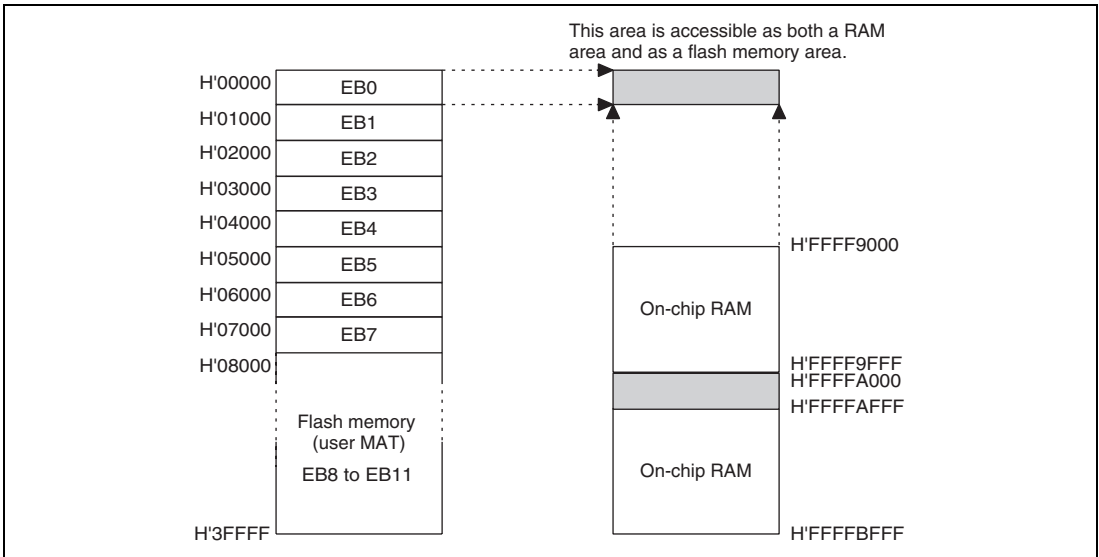 This area is accessible as both a RAM
area and as a flash memory area.
H'00000
EB0
H'01000
EB1
H'02000
EB2
H'03000
EB3
H'04000
EB4
H'05000
EB5
H'06000
EB6
H'07000
EB7
H'08000
Flash memory
(user MAT)
EB8 to EB11
H'3FFFF
H'FFFF9000
On-chip RAM
H'FFFF9FFF
H'FFFFA000
H'FFFFAFFF
On-chip RAM
H'FFFFBFFF